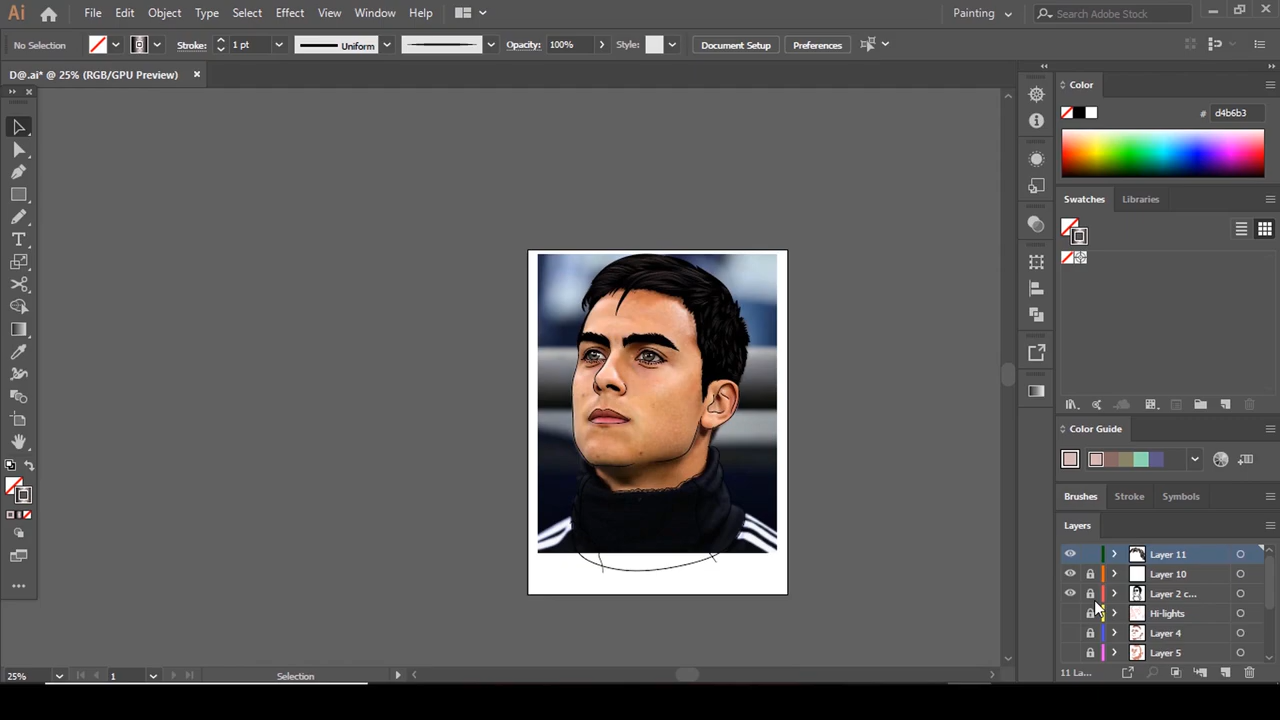 Ai File Edit Object Type Select Effect View Window Help Painting Search Adobe Stock
No Selection Stroke: 1 pt Uniform Opacity: 100% Style: Document Setup Preferences
D@.ai* @ 25% (RGB/GPU Preview)
Color
# d4b6b3
Swatches Libraries
Color Guide
Brushes Stroke Symbols
Layers
Layer 11
Layer 10
Layer 2 c...
Hi-lights
Layer 4
Layer 5
11 La...
25% 1 Selection